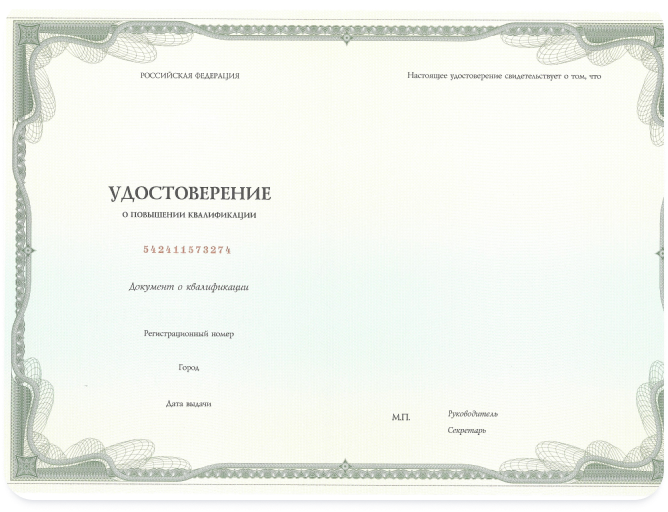 РОССИЙСКАЯ ФЕДЕРАЦИЯ
УДОСТОВЕРЕНИЕ
О ПОВЫШЕНИИ КВАЛИФИКАЦИИ
542411573274
Документ о квалификации
Регистрационный номер
Город
Дата выдачи
Настоящее удостоверение свидетельствует о том, что
М.П.
Руководитель
Секретарь